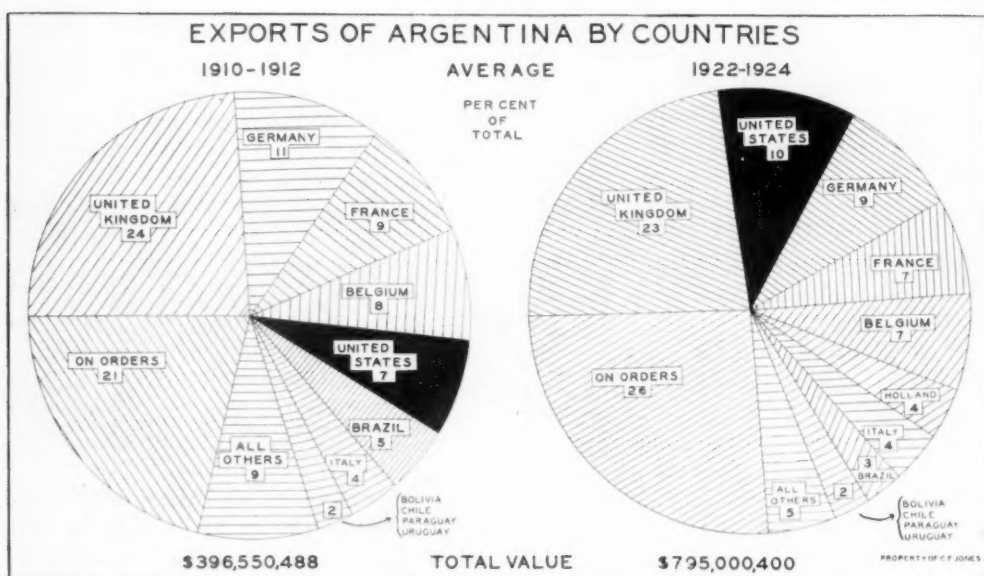 EXPORTS OF ARGENTINA BY COUNTRIES
1910-1912
AVERAGE
1922-1924
PER CENT
OF
TOTAL
GERMANY
11
FRANCE
9
BELGIUM
8
UNITED
STATES
7
BRAZIL
5
ITALY
4
2
BOLIVIA
CHILE
PARAGUAY
URUGUAY
ALL
OTHERS
9
ON ORDERS
21
UNITED
KINGDOM
24
UNITED
STATES
10
GERMANY
9
FRANCE
7
BELGIUM
7
HOLLAND
4
ITALY
4
3
BRAZIL
2
BOLIVIA
CHILE
PARAGUAY
URUGUAY
ALL
OTHERS
5
ON ORDERS
26
UNITED
KINGDOM
23
$396,550,488
TOTAL VALUE
$795,000,400
PROPERTY OF C F JONES